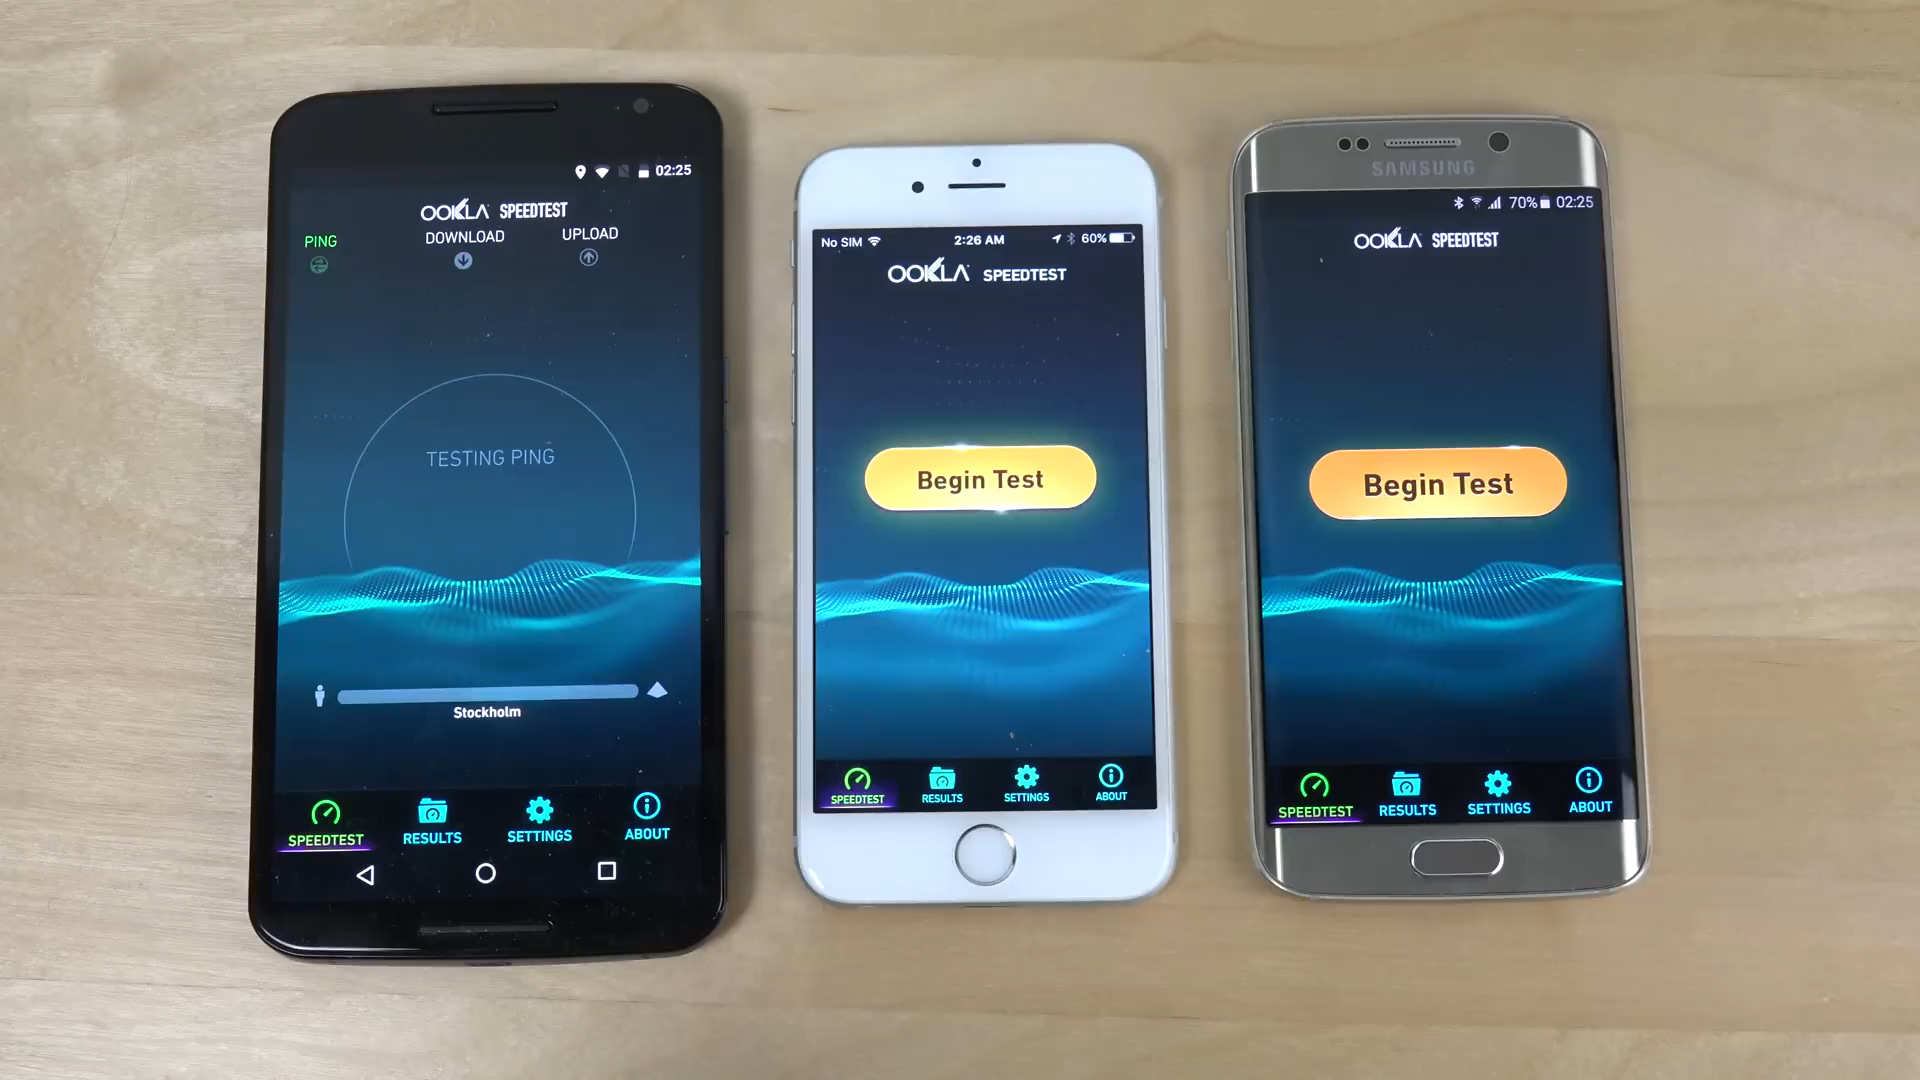 02:25
OOKLA SPEEDTEST
PING
DOWNLOAD
UPLOAD
TESTING PING
Stockholm
SPEEDTEST
RESULTS
SETTINGS
ABOUT
No SIM
2:26 AM
60%
OOKLA SPEEDTEST
Begin Test
SPEEDTEST
RESULTS
SETTINGS
ABOUT
SAMSUNG
70% 02:25
OOKLA SPEEDTEST
Begin Test
SPEEDTEST
RESULTS
SETTINGS
ABOUT